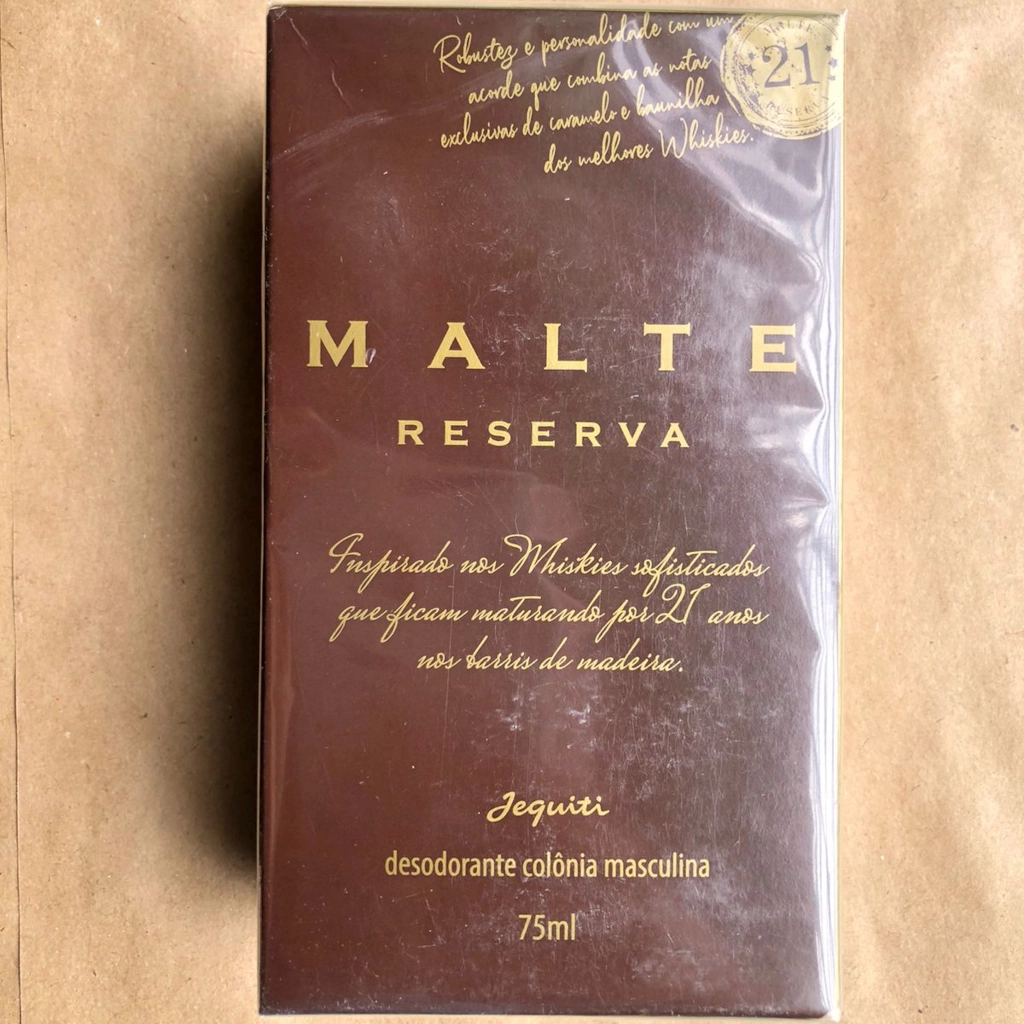 Robustez e personalidade com um
acorde que combina as notas
exclusivas de caramelo e baunilha
dos melhores Whiskies.
MALTE
21
RESERVA
MALTE
RESERVA
Inspirado nos Whiskies sofisticados
que ficam maturando por 21 anos
nos barris de madeira.
Jequiti
desodorante colônia masculina
75ml